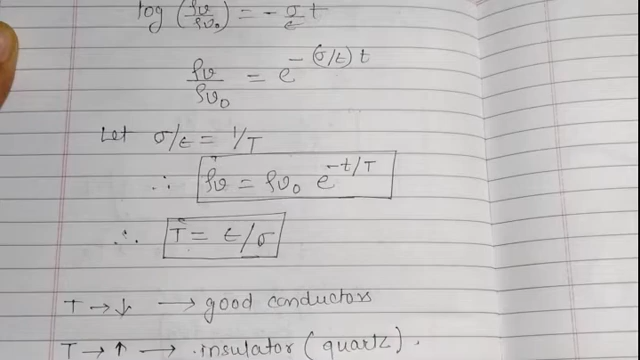 log (ρv/ρv₀) = - σ/ε t
ρv/ρv₀ = e^-(σ/ε) t
Let σ/ε = 1/T
∴ ρv = ρv₀ e^-t/T
∴ T = ε/σ
T → ↓ → good conductors
T → ↑ → insulator (quartz).